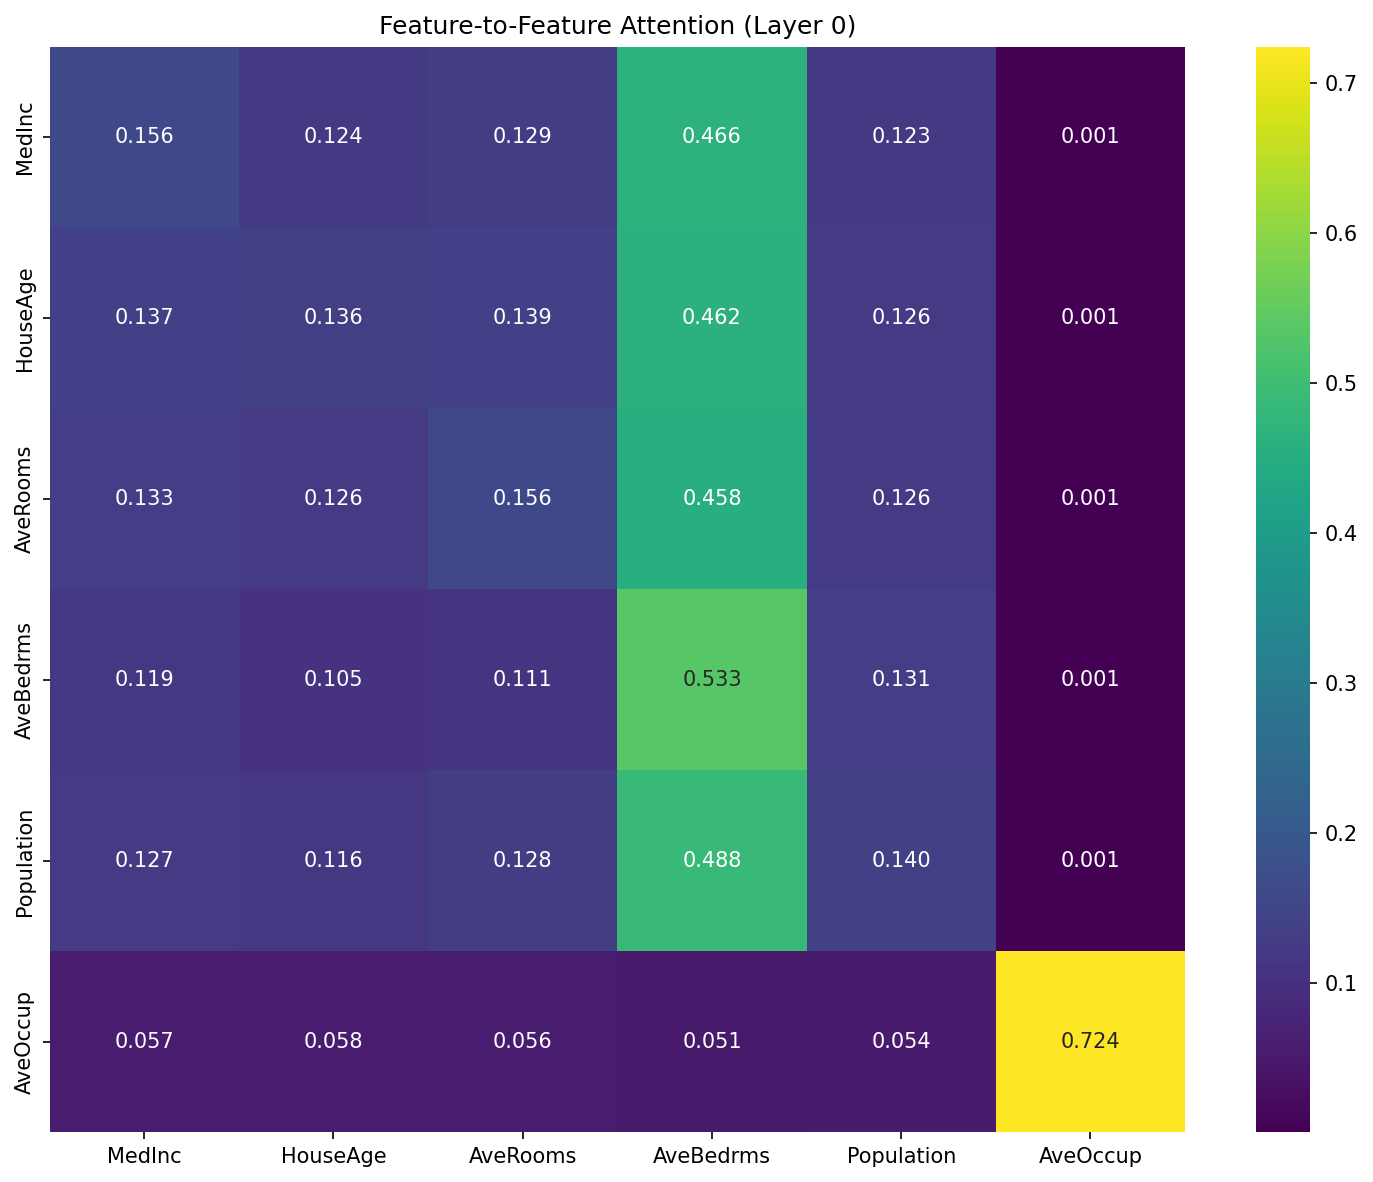 Feature-to-Feature Attention (Layer 0)
MedInc 0.156 0.124 0.129 0.466 0.123 0.001
HouseAge 0.137 0.136 0.139 0.462 0.126 0.001
AveRooms 0.133 0.126 0.156 0.458 0.126 0.001
AveBedrms 0.119 0.105 0.111 0.533 0.131 0.001
Population 0.127 0.116 0.128 0.488 0.140 0.001
AveOccup 0.057 0.058 0.056 0.051 0.054 0.724
MedInc HouseAge AveRooms AveBedrms Population AveOccup
0.7
0.6
0.5
0.4
0.3
0.2
0.1